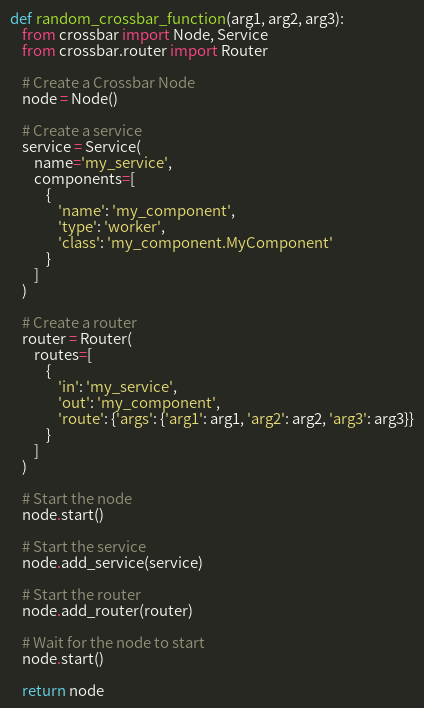 def random_crossbar_function(arg1, arg2, arg3):
    from crossbar import Node, Service
    from crossbar.router import Router

    # Create a Crossbar Node
    node = Node()

    # Create a service
    service = Service(
        name='my_service',
        components=[
            {
                'name': 'my_component',
                'type': 'worker',
                'class': 'my_component.MyComponent'
            }
        ]
    )

    # Create a router
    router = Router(
        routes=[
            {
                'in': 'my_service',
                'out': 'my_component',
                'route': {'args': {'arg1': arg1, 'arg2': arg2, 'arg3': arg3}}
            }
        ]
    )

    # Start the node
    node.start()

    # Start the service
    node.add_service(service)

    # Start the router
    node.add_router(router)

    # Wait for the node to start
    node.start()

    return node